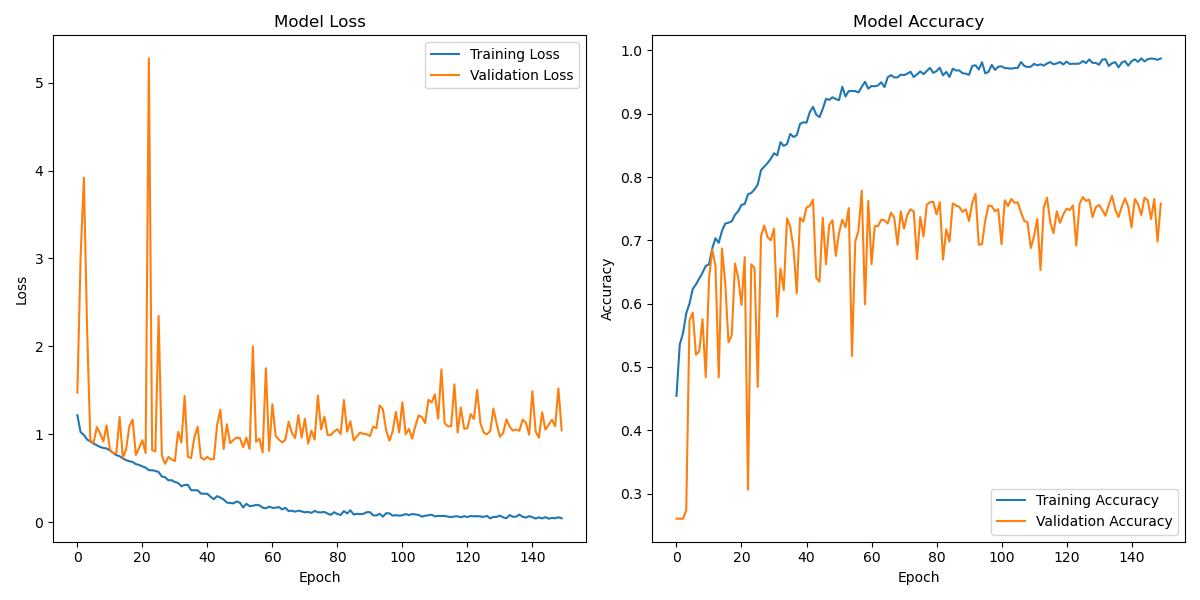 Model Loss
Training Loss
Validation Loss
5
4
3
2
1
0
Loss
0 20 40 60 80 100 120 140
Epoch
Model Accuracy
1.0
0.9
0.8
0.7
0.6
0.5
0.4
0.3
Accuracy
Training Accuracy
Validation Accuracy
0 20 40 60 80 100 120 140
Epoch